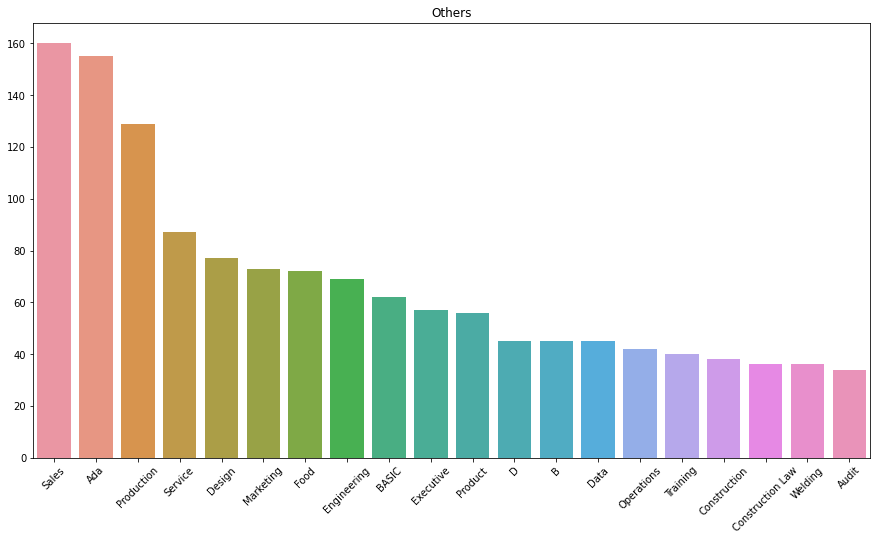 Others
160
140
120
100
80
60
40
20
0
Sales
Ada
Production
Service
Design
Marketing
Food
Engineering
BASIC
Executive
Product
D
B
Data
Operations
Training
Construction
Construction Law
Welding
Audit